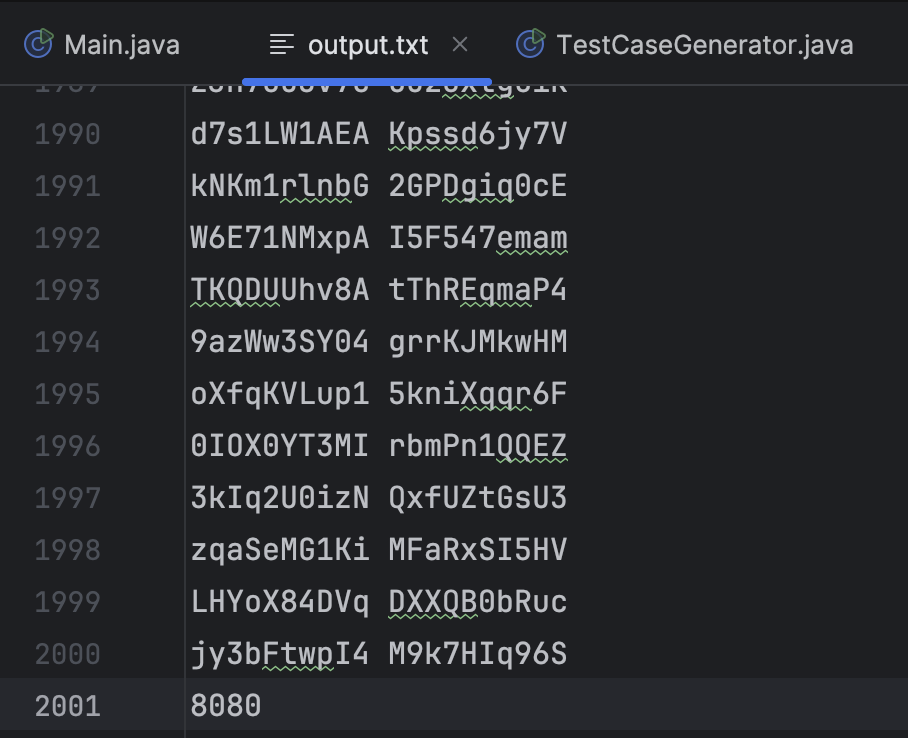 Main.java output.txt TestCaseGenerator.java
1990 d7s1LW1AEA Kpssd6jy7V
1991 kNKm1rlnbG 2GPDgiq0cE
1992 W6E71NMxpA I5F547emam
1993 TKQDUUhv8A tThREqmaP4
1994 9azWw3SY04 grrKJMkwHM
1995 oXfqKVLup1 5kniXqqr6F
1996 0IOX0YT3MI rbmPn1QQEZ
1997 3kIq2U0izN QxfUZtGsU3
1998 zqaSeMG1Ki MFaRxSI5HV
1999 LHYoX84DVq DXXQB0bRuc
2000 jy3bFtwpI4 M9k7HIq96S
2001 8080